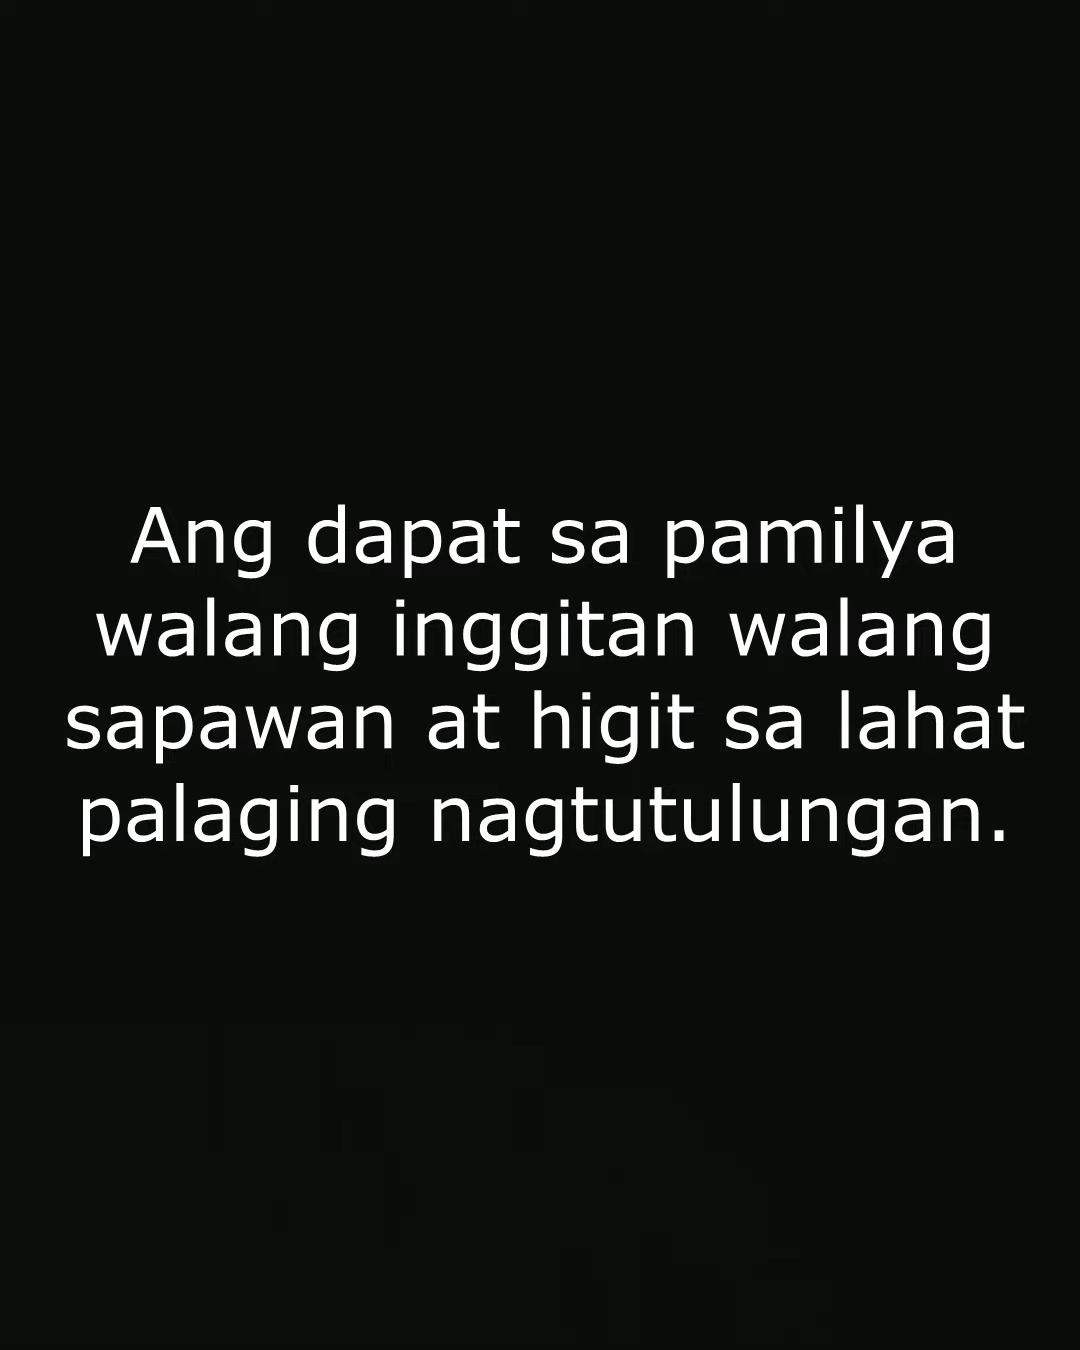 Ang dapat sa pamilya
walang inggitan walang
sapawan at higit sa lahat
palaging nagtutulungan.